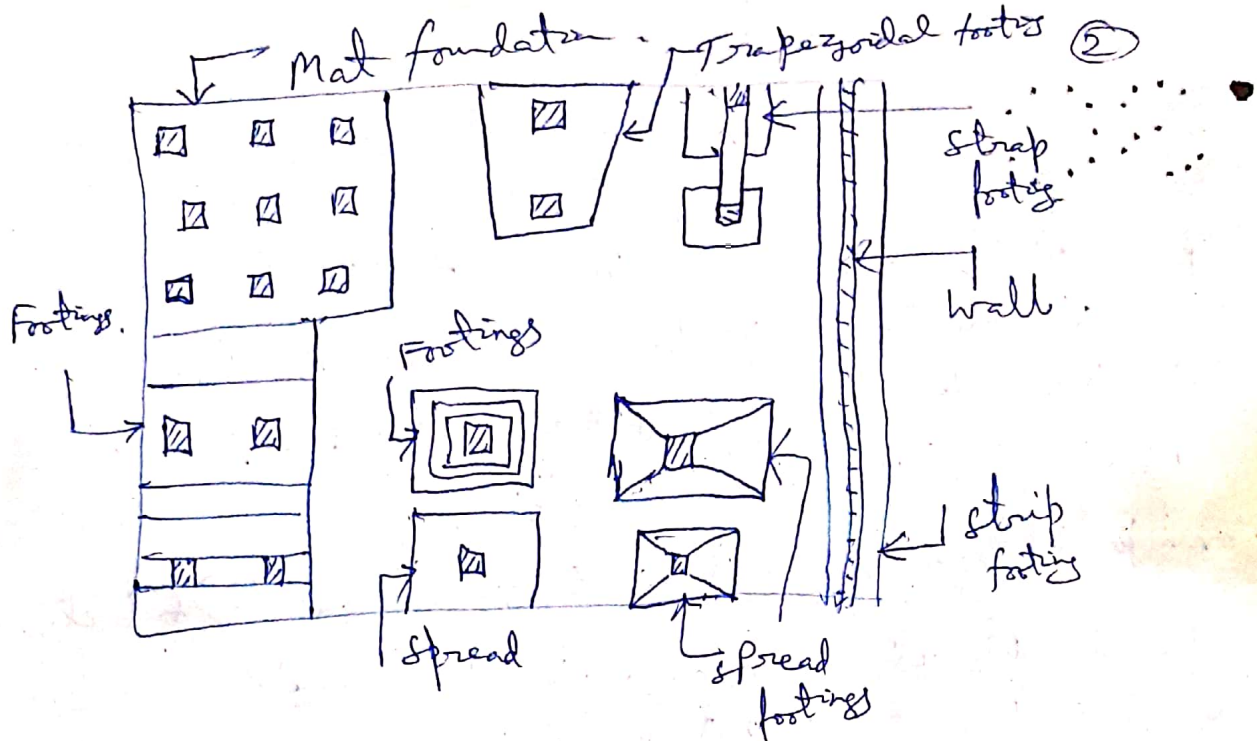 Mat foundation.
Trapezoidal footing
2
strap
footing
wall.
Footings.
Footings
strip
footing
spread
spread
footings